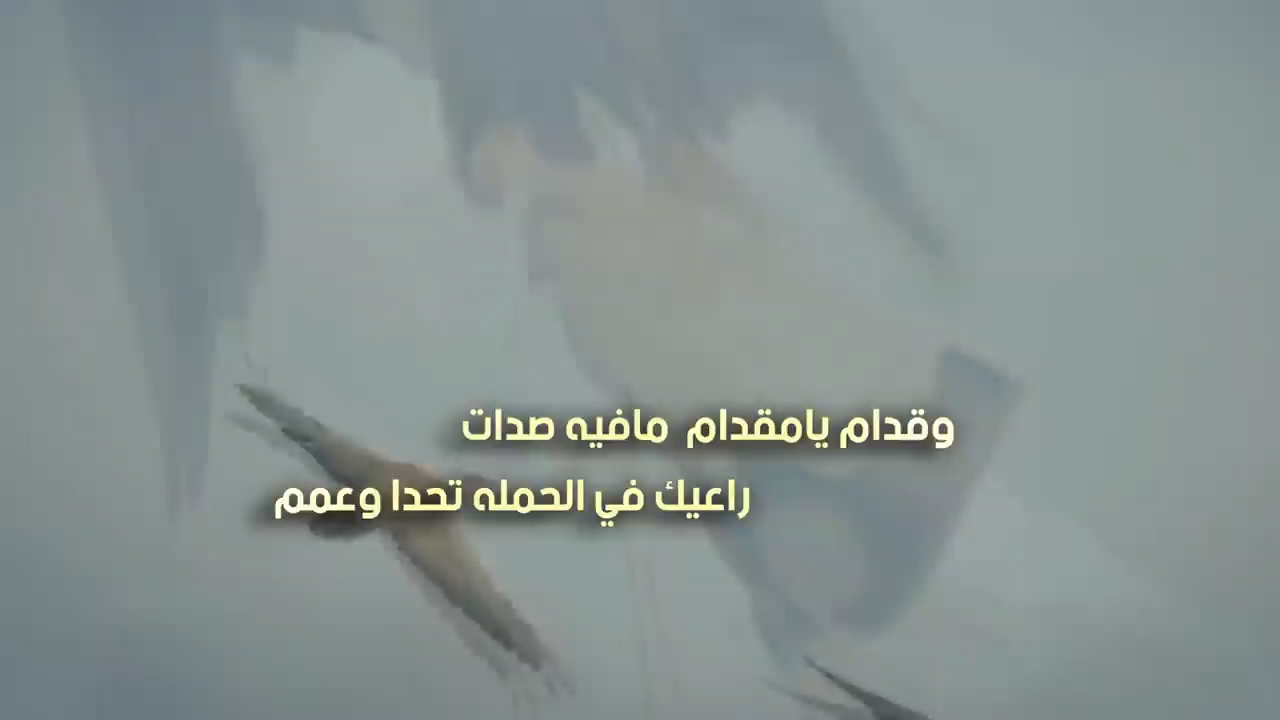 وقدام يامقدام مافيه صدات
راعيك في الحمله تحدا وعمم